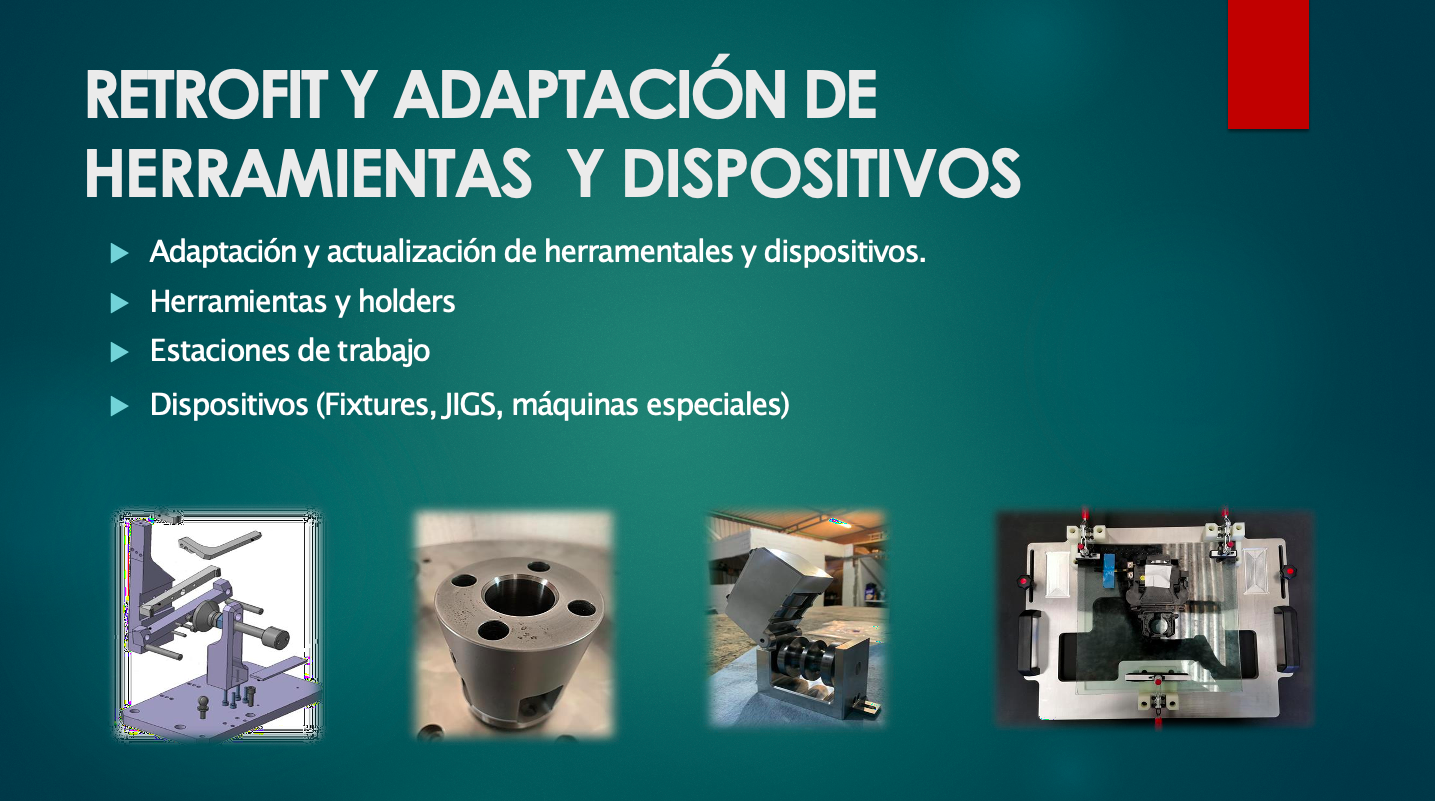 RETROFIT Y ADAPTACIÓN DE
HERRAMIENTAS Y DISPOSITIVOS
Adaptación y actualización de herramentales y dispositivos.
Herramientas y holders
Estaciones de trabajo
Dispositivos (Fixtures, JIGS, máquinas especiales)